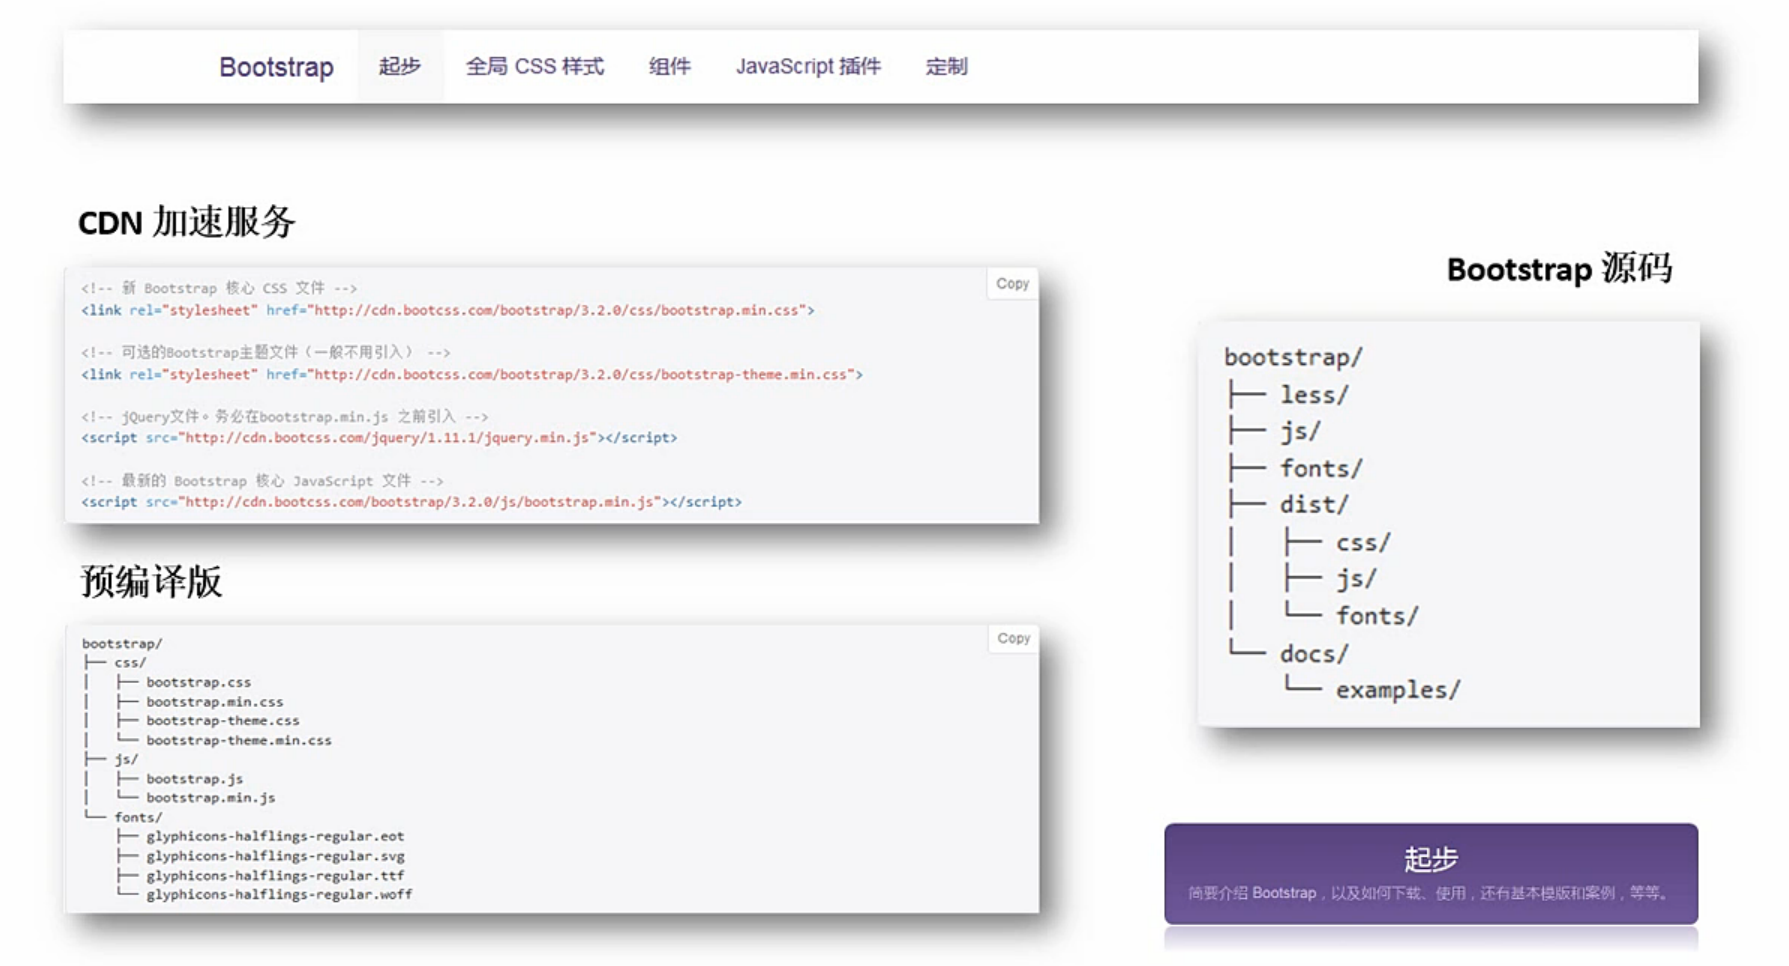 Bootstrap 起步 全局 CSS 样式 组件 JavaScript 插件 定制
CDN 加速服务
Copy
<!-- 新 Bootstrap 核心 CSS 文件 -->
<link rel="stylesheet" href="http://cdn.bootcss.com/bootstrap/3.2.0/css/bootstrap.min.css">
<!-- 可选的Bootstrap主题文件（一般不用引入） -->
<link rel="stylesheet" href="http://cdn.bootcss.com/bootstrap/3.2.0/css/bootstrap-theme.min.css">
<!-- jQuery文件。务必在bootstrap.min.js 之前引入 -->
<script src="http://cdn.bootcss.com/jquery/1.11.1/jquery.min.js"></script>
<!-- 最新的 Bootstrap 核心 JavaScript 文件 -->
<script src="http://cdn.bootcss.com/bootstrap/3.2.0/js/bootstrap.min.js"></script>
预编译版
Copy
bootstrap/
├── css/
│   ├── bootstrap.css
│   ├── bootstrap.min.css
│   ├── bootstrap-theme.css
│   └── bootstrap-theme.min.css
├── js/
│   ├── bootstrap.js
│   └── bootstrap.min.js
└── fonts/
    ├── glyphicons-halflings-regular.eot
    ├── glyphicons-halflings-regular.svg
    ├── glyphicons-halflings-regular.ttf
    └── glyphicons-halflings-regular.woff
Bootstrap 源码
bootstrap/
├── less/
├── js/
├── fonts/
├── dist/
│   ├── css/
│   ├── js/
│   └── fonts/
└── docs/
    └── examples/
起步
简要介绍 Bootstrap，以及如何下载、使用，还有基本模版和案例，等等。